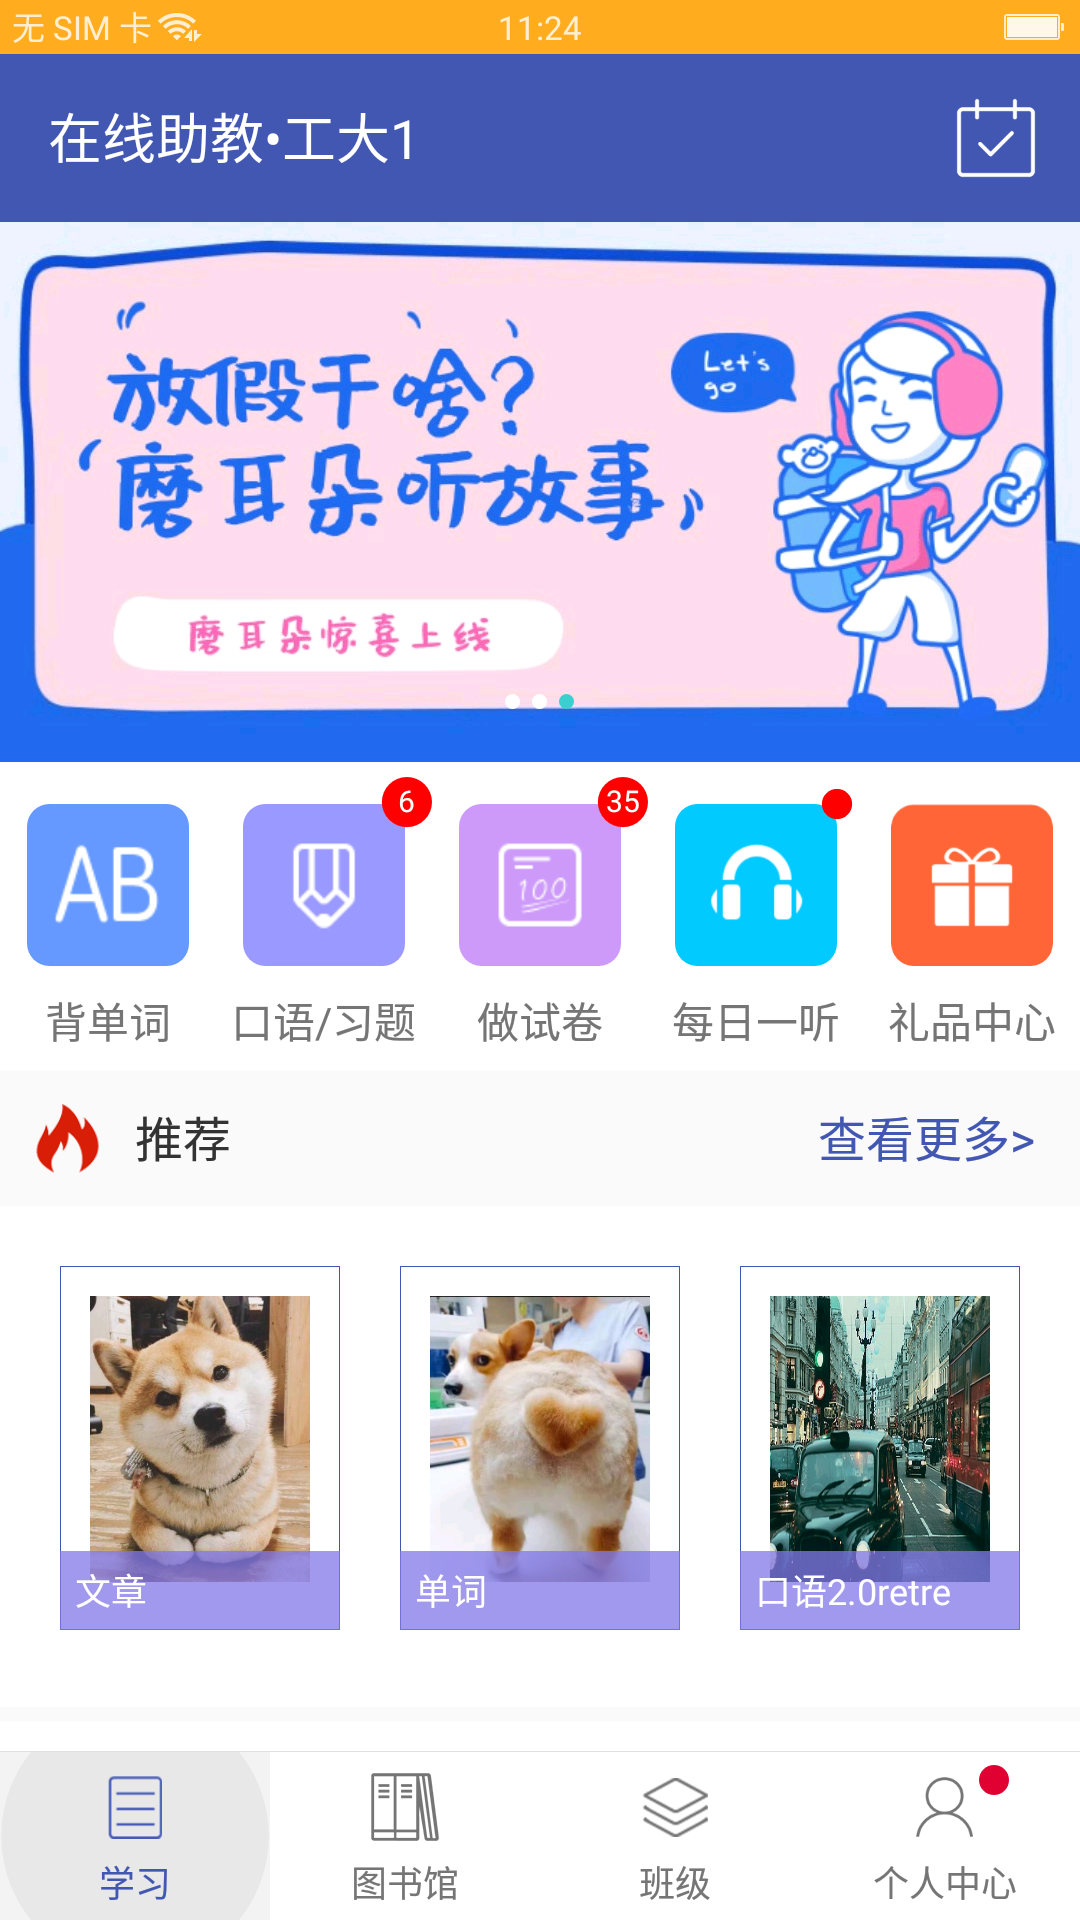 无 SIM 卡
11:24
在线助教•工大1
放假干啥?
Let's go
磨耳朵听故事
磨耳朵惊喜上线
6
35
AB
100
背单词
口语/习题
做试卷
每日一听
礼品中心
推荐
查看更多>
文章
单词
口语2.0retre
学习
图书馆
班级
个人中心